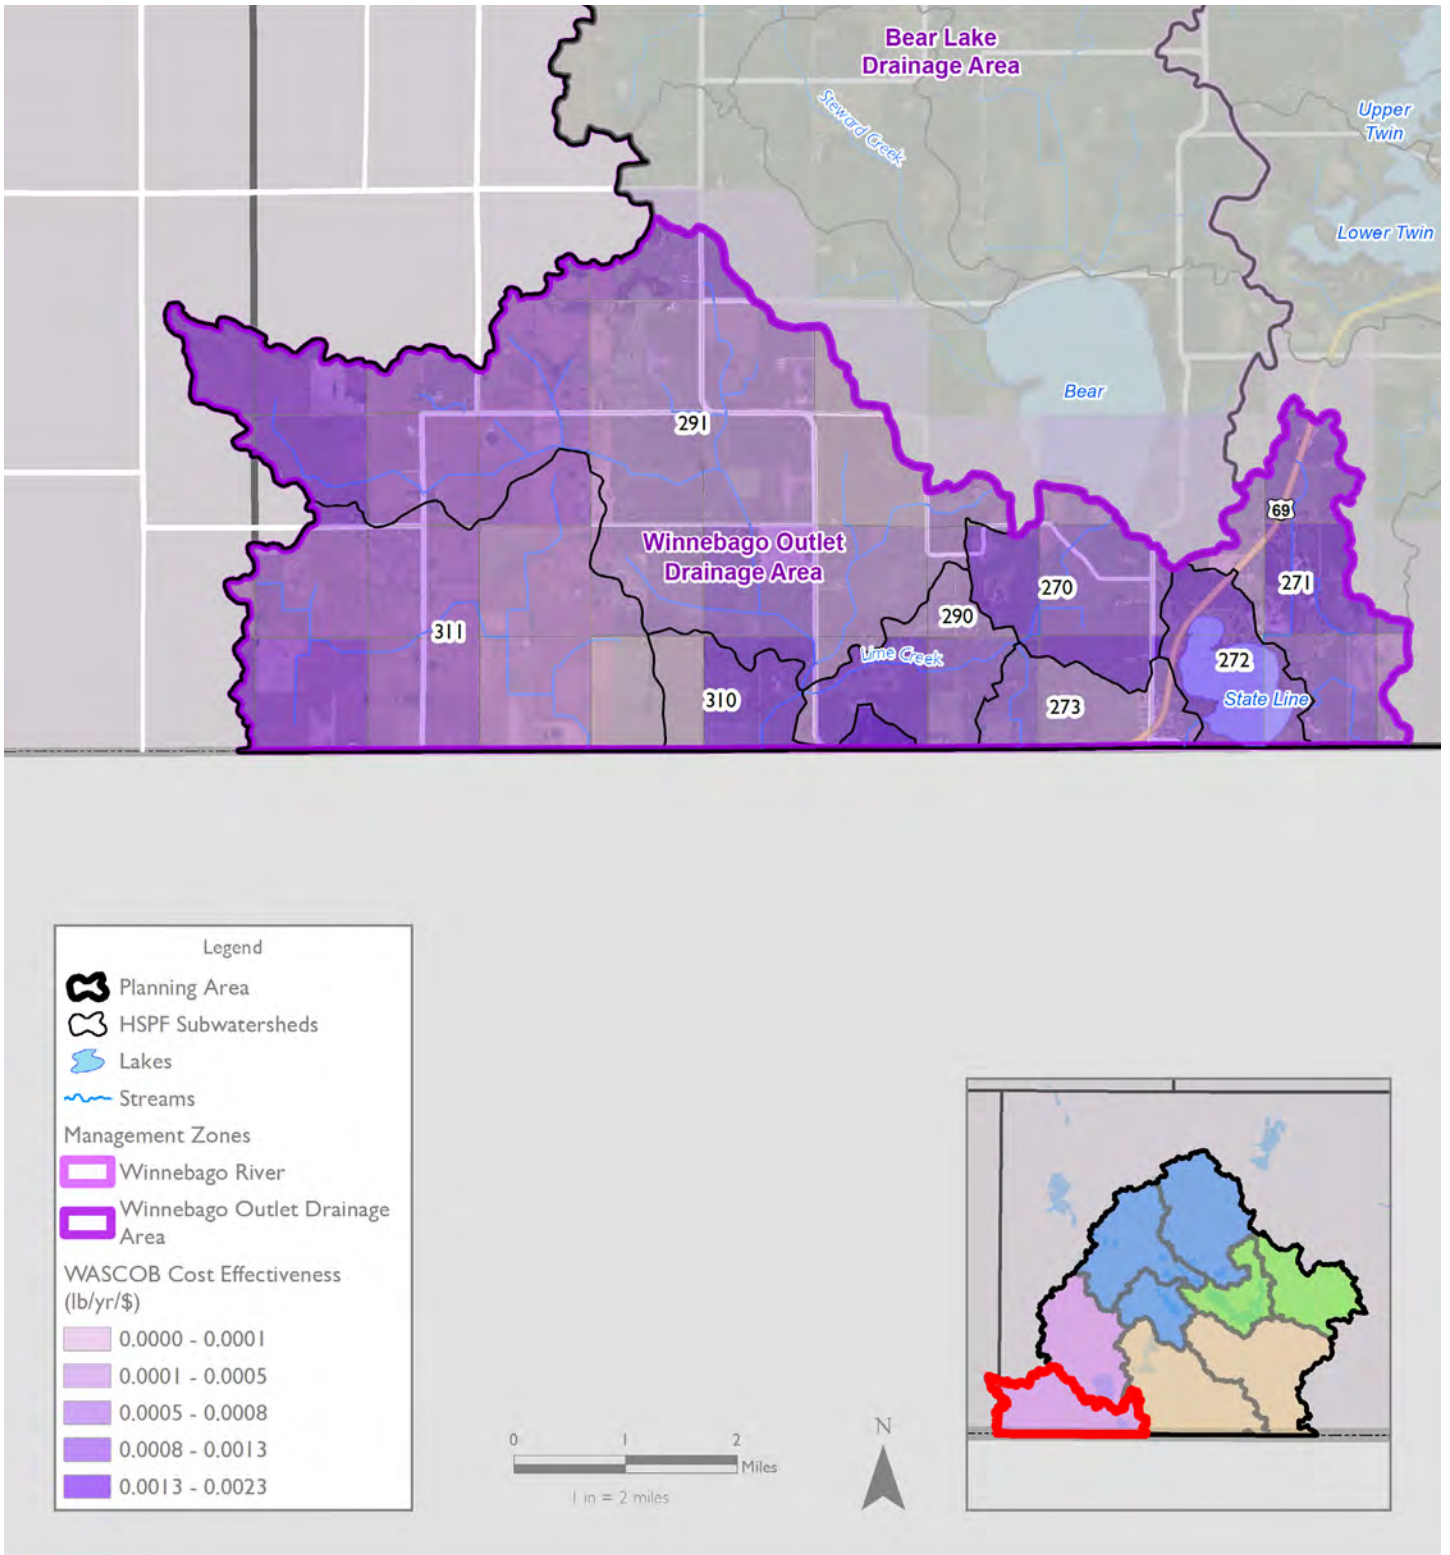 Bear Lake
Drainage Area
Steward Creek
Upper
Twin
Lower Twin
Bear
291
69
Winnebago Outlet
Drainage Area
270
271
290
311
Lime Creek
272
310
273
State Line
Legend
Planning Area
HSPF Subwatersheds
Lakes
Streams
Management Zones
Winnebago River
Winnebago Outlet Drainage
Area
WASCOB Cost Effectiveness
(lb/yr/$)
0.0000 - 0.0001
0.0001 - 0.0005
0.0005 - 0.0008
0.0008 - 0.0013
0.0013 - 0.0023
0 1 2
Miles
1 in = 2 miles
N